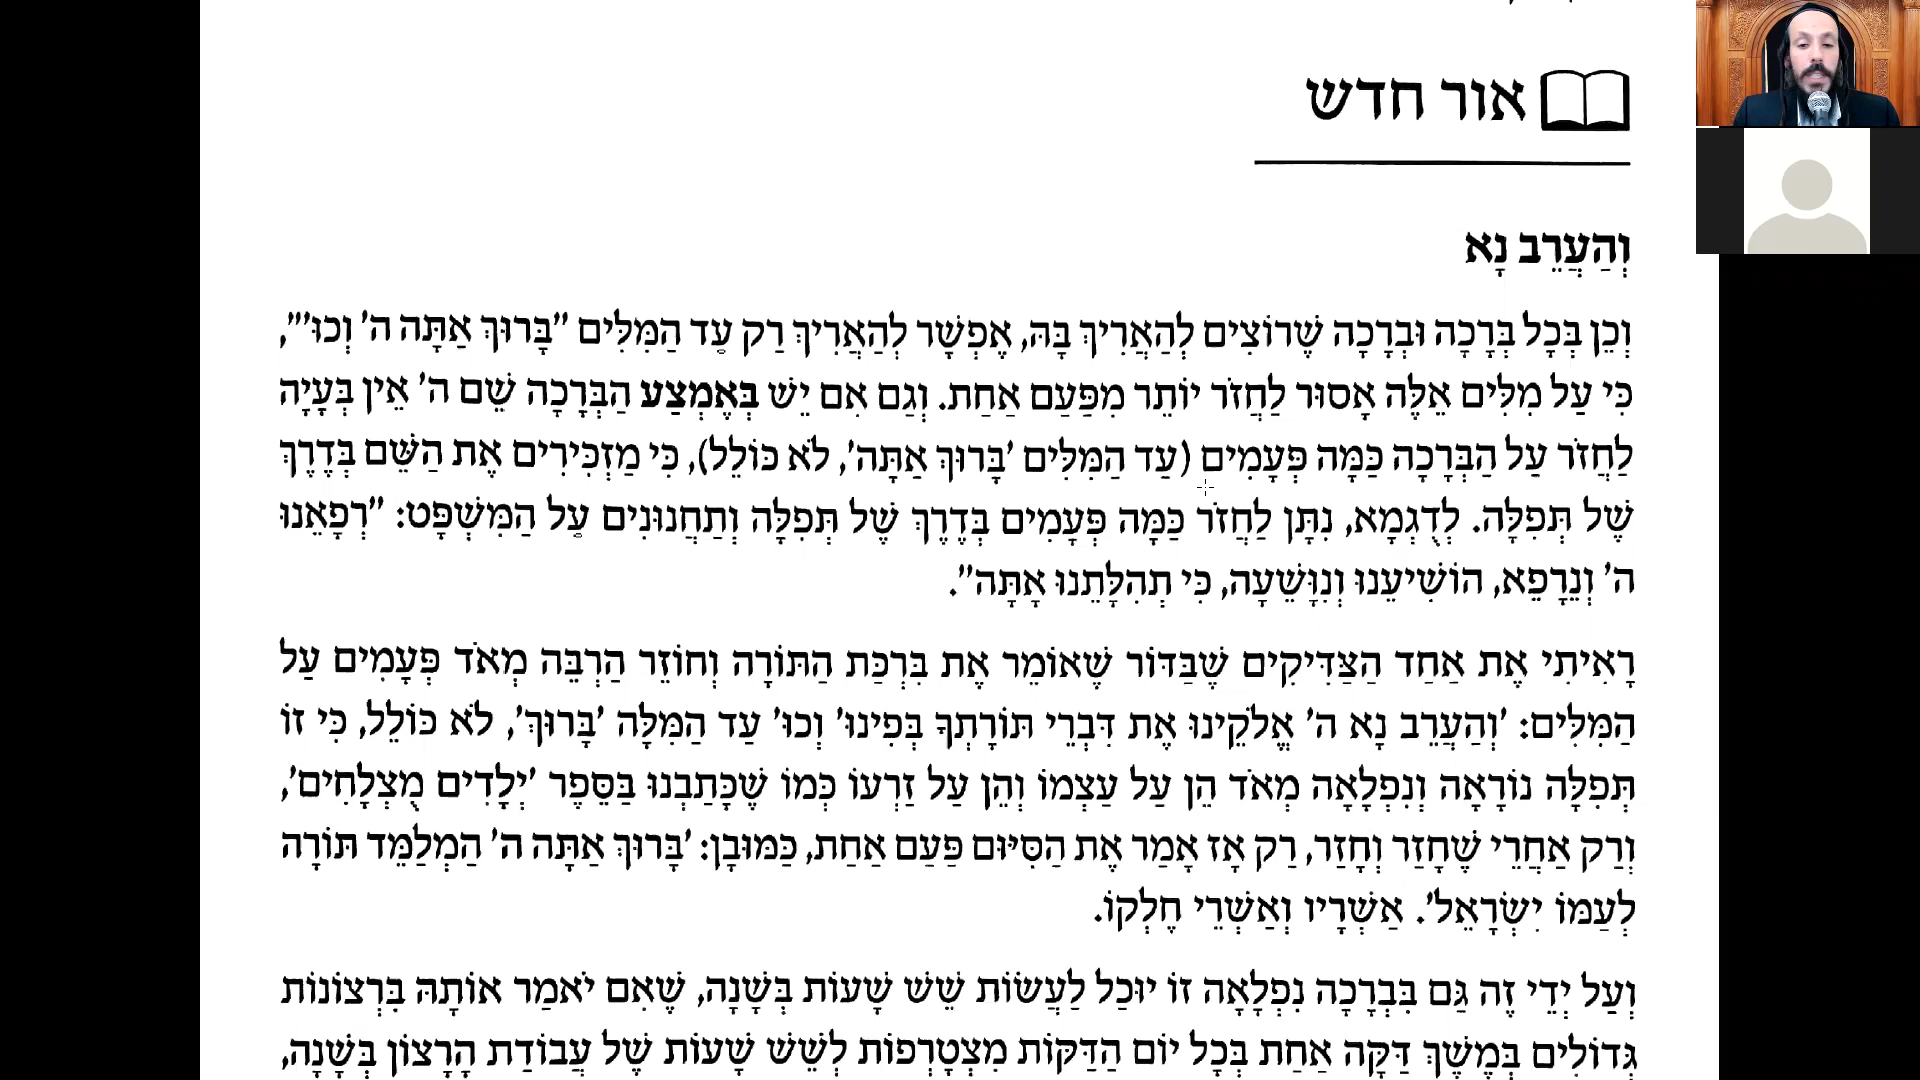 אור חדש
וְהַעֲרֵב נָא
וְכֵן בְּכָל בְּרָכָה וּבְרָכָה שֶׁרוֹצִים לְהַאֲרִיךְ בָּהּ, אֶפְשָׁר לְהַאֲרִיךְ רַק עַד הַמִּלִּים "בָּרוּךְ אַתָּה ה' וְכוּ'",
כִּי עַל מִלִּים אֵלֶּה אָסוּר לַחֲזֹר יוֹתֵר מִפַּעַם אַחַת. וְגַם אִם יֵשׁ בְּאֶמְצַע הַבְּרָכָה שֵׁם ה' אֵין בְּעָיָה
לַחֲזֹר עַל הַבְּרָכָה כַּמָּה פְּעָמִים (עַד הַמִּלִּים 'בָּרוּךְ אַתָּה', לֹא כּוֹלֵל), כִּי מַזְכִּירִים אֶת הַשֵּׁם בְּדֶרֶךְ
שֶׁל תְּפִלָּה. לְדֻגְמָא, נִתָּן לַחֲזֹר כַּמָּה פְּעָמִים בְּדֶרֶךְ שֶׁל תְּפִלָּה וְתַחֲנוּנִים עַל הַמִּשְׁפָּט: "רְפָאֵנוּ
ה' וְנֵרָפֵא, הוֹשִׁיעֵנוּ וְנִוָּשֵׁעָה, כִּי תְהִלָּתֵנוּ אָתָּה".
רָאִיתִי אֶת אַחַד הַצַּדִּיקִים שֶׁבַּדּוֹר שֶׁאוֹמֵר אֶת בִּרְכַּת הַתּוֹרָה וְחוֹזֵר הַרְבֵּה מְאֹד פְּעָמִים עַל
הַמִּלִּים: 'וְהַעֲרֵב נָא ה' אֱלֹקֵינוּ אֶת דִּבְרֵי תּוֹרָתְךָ בְּפִינוּ' וְכוּ' עַד הַמִּלָּה 'בָּרוּךְ', לֹא כּוֹלֵל, כִּי זוֹ
תְּפִלָּה נוֹרָאָה וְנִפְלָאָה מְאֹד הֵן עַל עַצְמוֹ וְהֵן עַל זַרְעוֹ כְּמוֹ שֶׁכָּתַבְנוּ בַּסֵּפֶר 'יְלָדִים מֻצְלָחִים',
וְרַק אַחֲרֵי שֶׁחָזַר וְחָזַר, רַק אָז אָמַר אֶת הַסִּיּוּם פַּעַם אַחַת, כַּמּוּבָן: 'בָּרוּךְ אַתָּה ה' הַמְלַמֵּד תּוֹרָה
לְעַמּוֹ יִשְׂרָאֵל'. אַשְׁרָיו וְאַשְׁרֵי חֶלְקוֹ.
וְעַל יְדֵי זֶה גַּם בִּבְרָכָה נִפְלָאָה זוֹ יוּכַל לַעֲשׂוֹת שֵׁשׁ שָׁעוֹת בְּשָׁנָה, שֶׁאִם יֹאמַר אוֹתָהּ בִּרְצוֹנוֹת
גְּדוֹלִים בְּמֶשֶׁךְ דַּקָּה אַחַת בְּכָל יוֹם הַדַּקּוֹת מִצְטָרְפוֹת לְשֵׁשׁ שָׁעוֹת שֶׁל עֲבוֹדַת הָרָצוֹן בְּשָׁנָה,